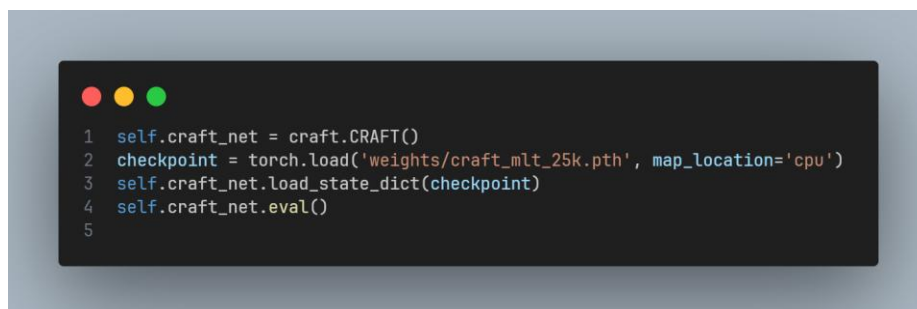 1 self.craft_net = craft.CRAFT()
2 checkpoint = torch.load('weights/craft_mlt_25k.pth', map_location='cpu')
3 self.craft_net.load_state_dict(checkpoint)
4 self.craft_net.eval()
5